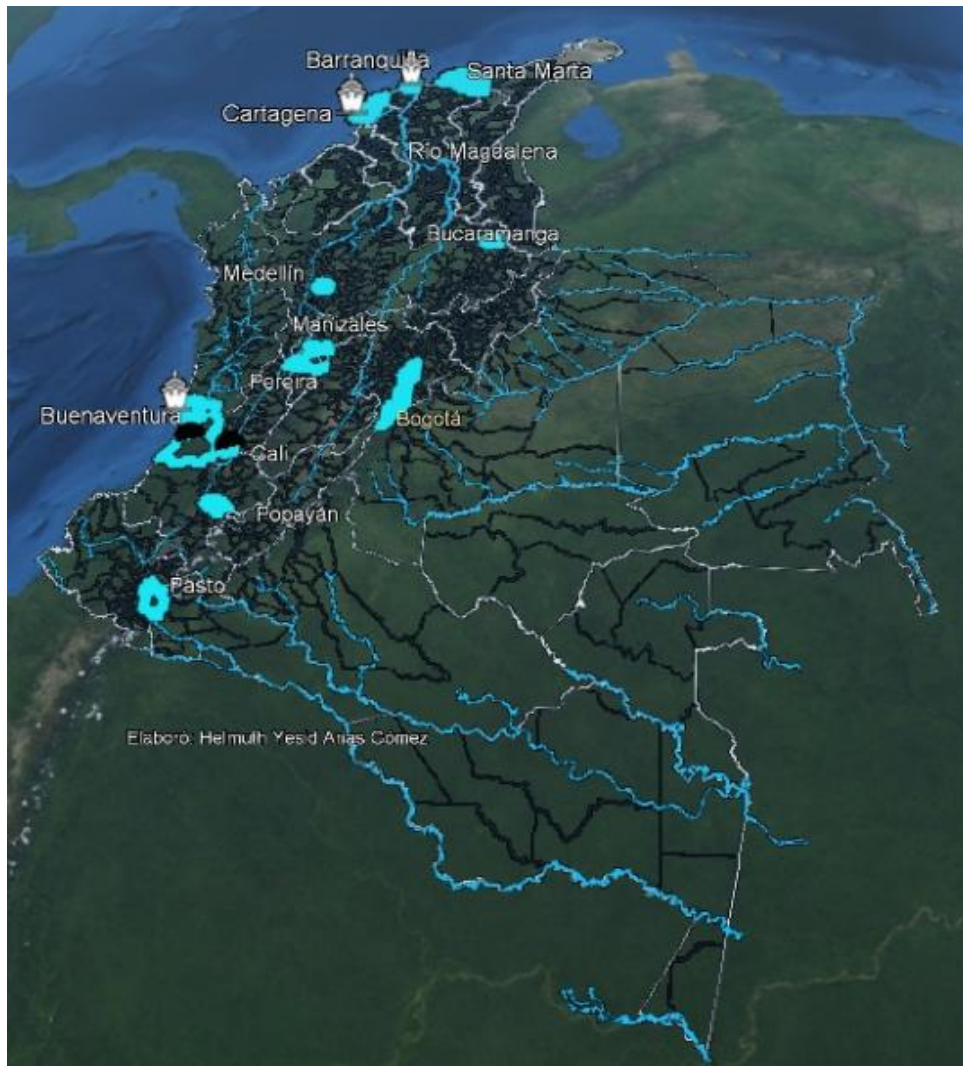 Barranquilla
Santa Marta
Cartagena
Río Magdalena
Bucaramanga
Medellín
Manizales
Pereira
Buenaventura
Bogotá
Cali
Popayán
Pasto
Elaboró: Helmuth Yesid Arias Gómez